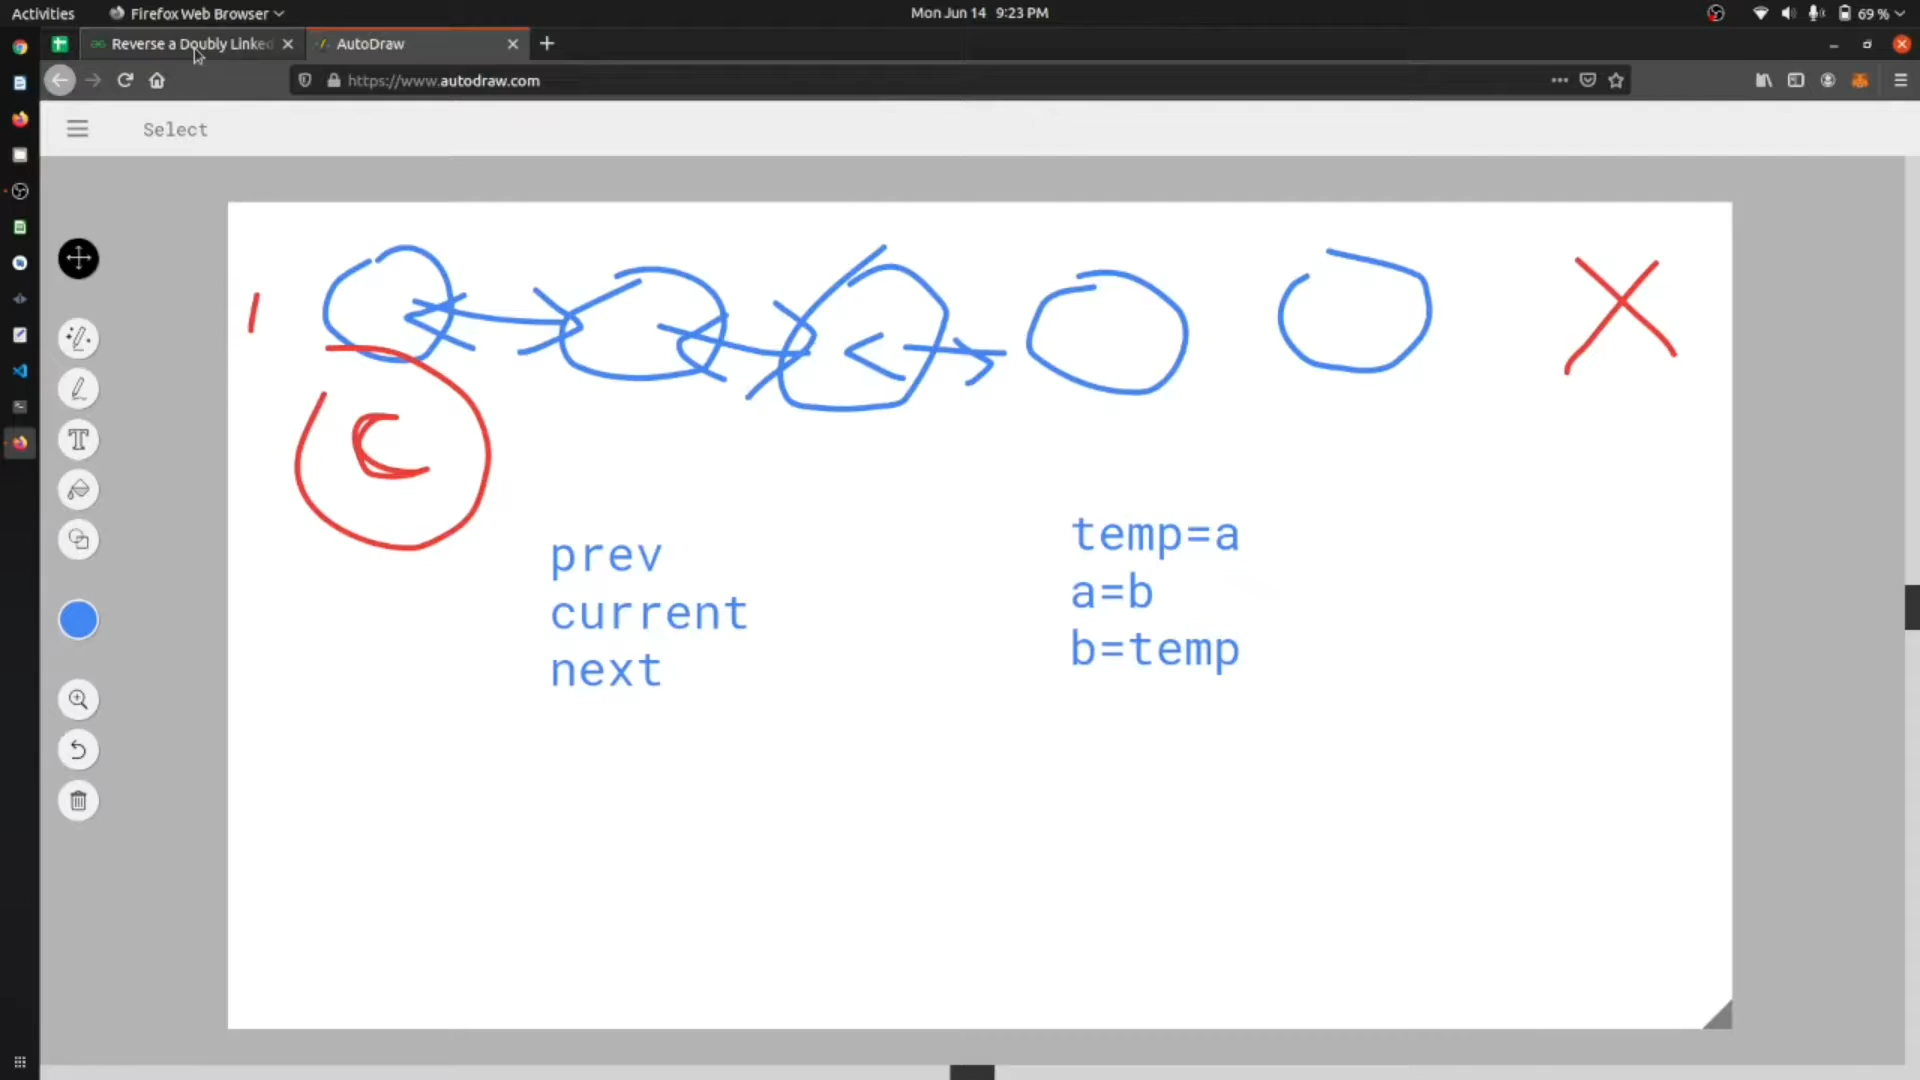 Activities Firefox Web Browser Mon Jun 14 9:23 PM 69 %
Reverse a Doubly Linked AutoDraw
https://www.autodraw.com
Select
C
prev
current
next
temp=a
a=b
b=temp